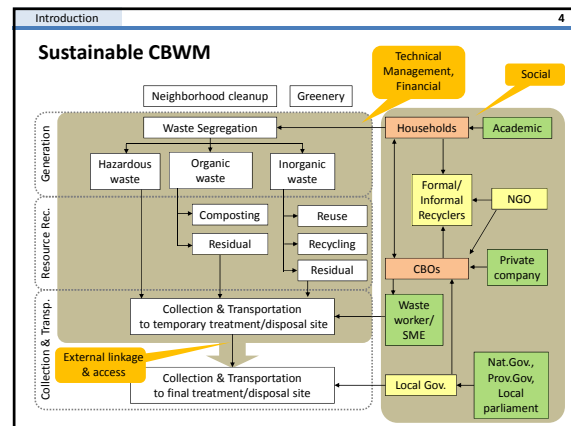 Introduction
4
Sustainable CBWM
Technical
Management,
Financial
Social
Neighborhood cleanup
Greenery
Generation
Waste Segregation
Households
Academic
Hazardous
waste
Organic
waste
Inorganic
waste
Formal/
Informal
Recyclers
NGO
Resource Rec.
Composting
Reuse
Residual
Recycling
Residual
CBOs
Private
company
Collection & Transp.
Collection & Transportation
to temporary treatment/disposal site
Waste
worker/
SME
External linkage
& access
Collection & Transportation
to final treatment/disposal site
Local Gov.
Nat.Gov.,
Prov.Gov,
Local
parliament